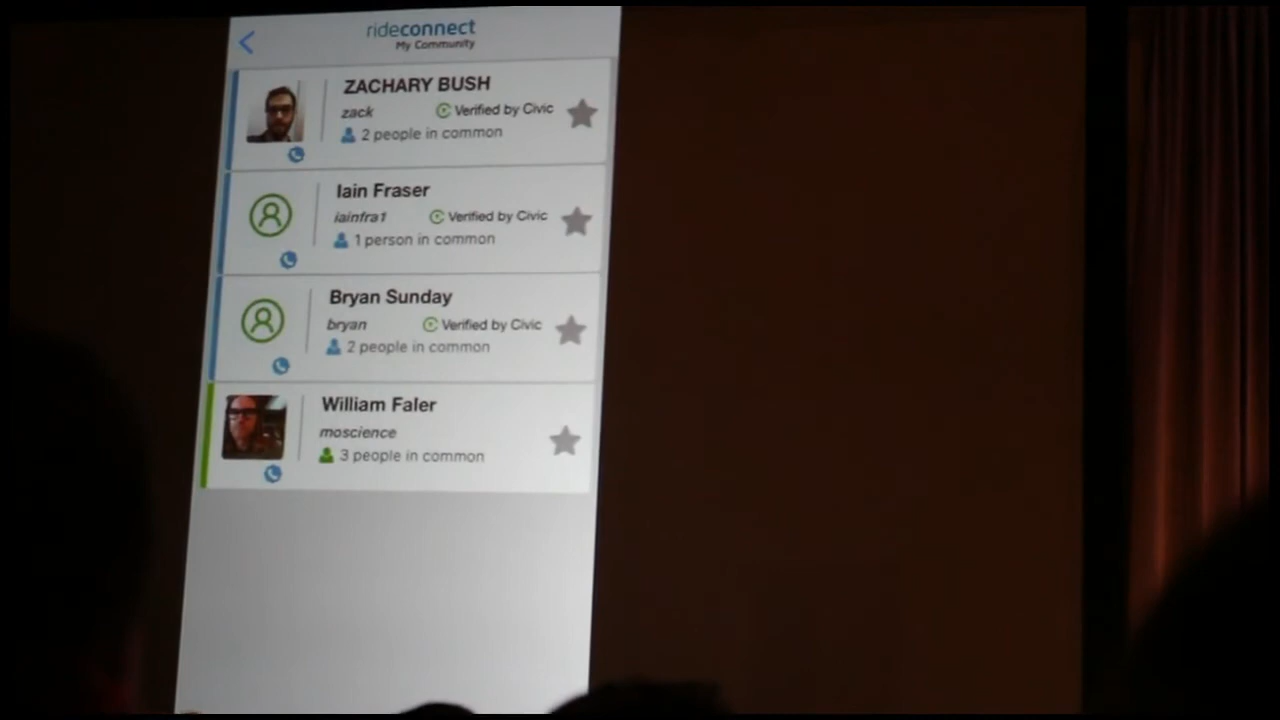 rideconnect
My Community
ZACHARY BUSH
zack Verified by Civic
2 people in common
Iain Fraser
iainfra1 Verified by Civic
1 person in common
Bryan Sunday
bryan Verified by Civic
2 people in common
William Faler
moscience
3 people in common